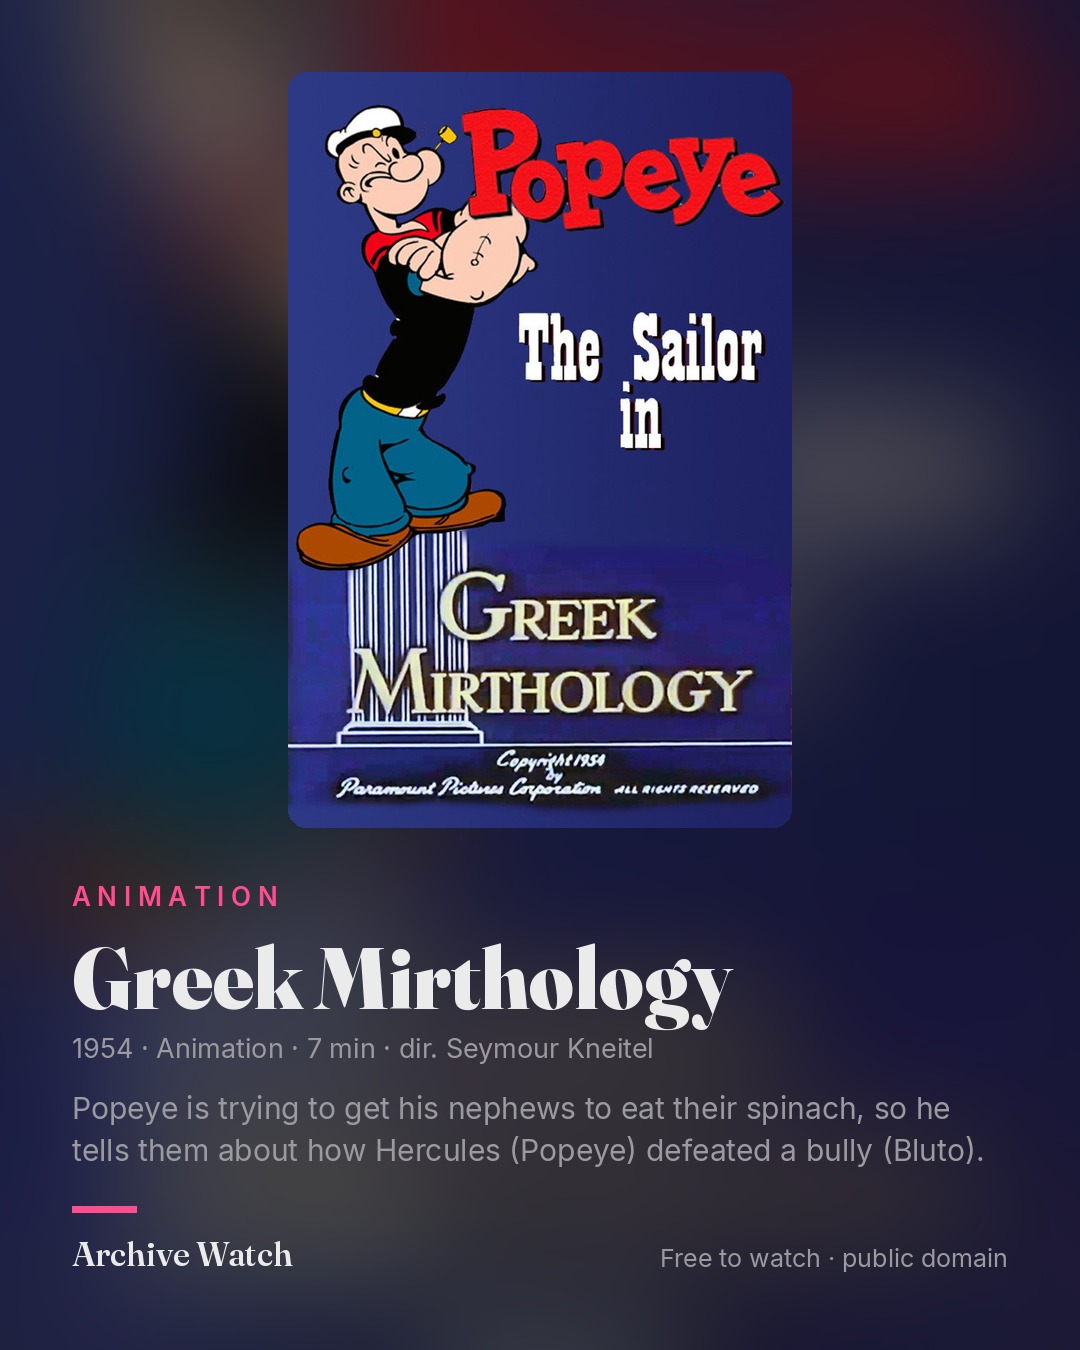 Popeye
The Sailor
in
GREEK
MIRTHOLOGY
Copyright 1954
by
Paramount Pictures Corporation ALL RIGHTS RESERVED
ANIMATION
Greek Mirthology
1954 · Animation · 7 min · dir. Seymour Kneitel
Popeye is trying to get his nephews to eat their spinach, so he
tells them about how Hercules (Popeye) defeated a bully (Bluto).
Archive Watch
Free to watch · public domain